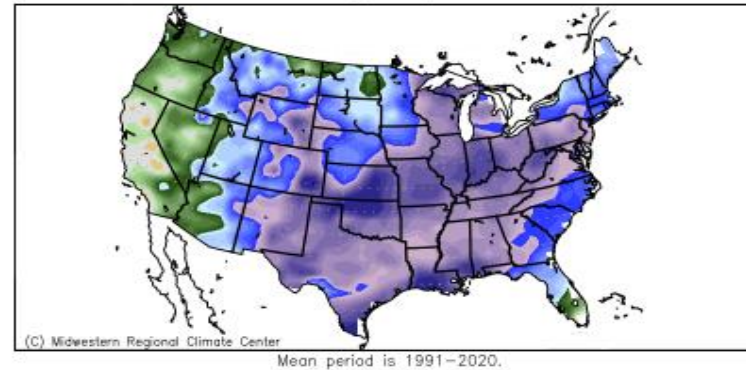 (C) Midwestern Regional Climate Center
Mean period is 1991-2020.